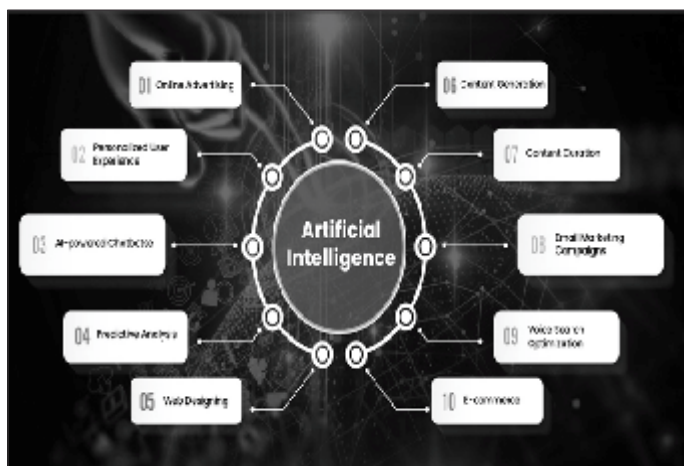 01 Online Advertising
02 Personalized User
Experience
03 AI-powered Chatbots
04 Predictive Analysis
05 Web Designing
Artificial
Intelligence
06 Content Generation
07 Content Curation
08 Email Marketing
Campaigns
09 Voice Search
Optimization
10 E-commerce